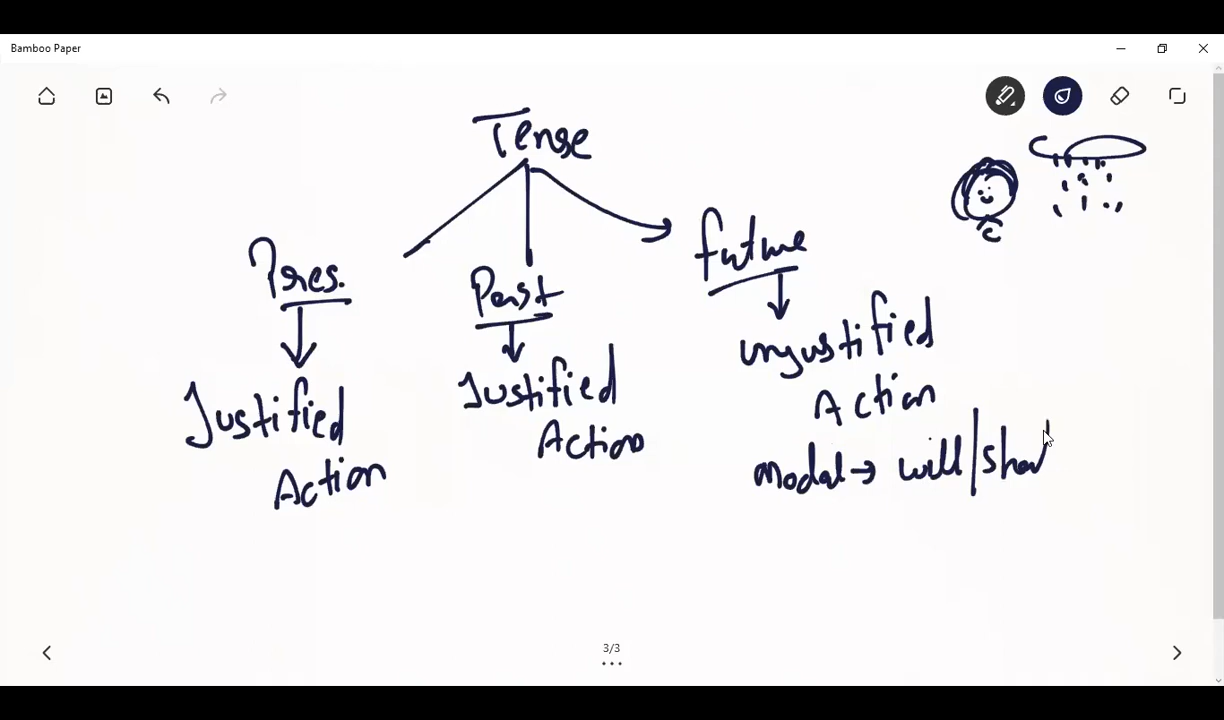 Bamboo Paper
Tense
Pres.
Past
future
Justified
Action
Justified
Action
unjustified
Action
modal → will/shal
3/3